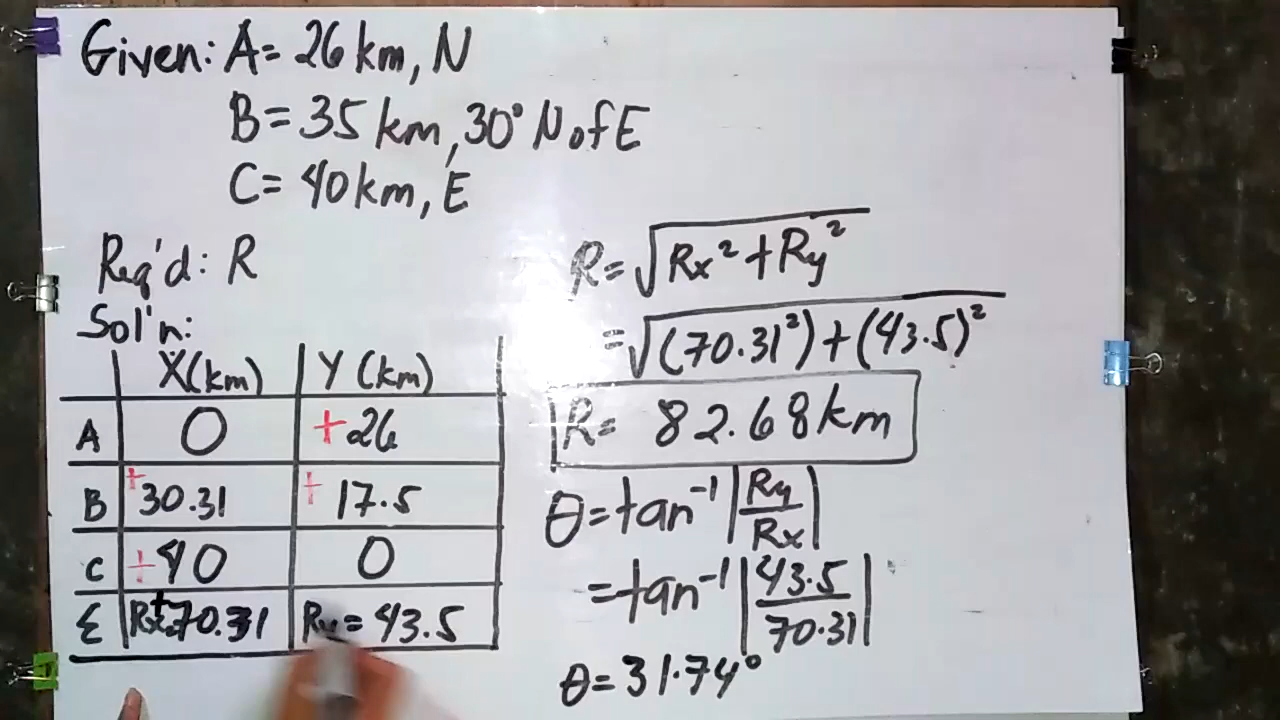 Given: A= 26 km, N
B= 35 km, 30° N of E
C= 40 km, E
Req'd: R
Sol'n:
X(km) Y (km)
A 0 +26
B +30.31 +17.5
C +40 0
Σ Rx=+70.31 Ry= 43.5
R= √Rx²+Ry²
= √(70.31²)+(43.5)²
R= 82.68 km
θ= tan⁻¹ |Ry/Rx|
= tan⁻¹ |43.5/70.31|
θ= 31.74°